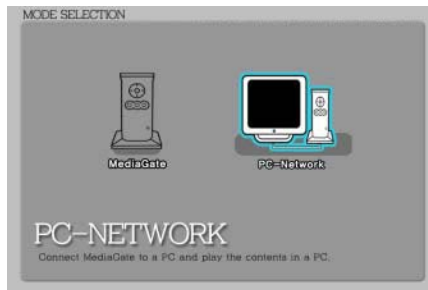 MODE SELECTION
MediaGate
PC-Network
PC-NETWORK
Connect MediaGate to a PC and play the contents in a PC.